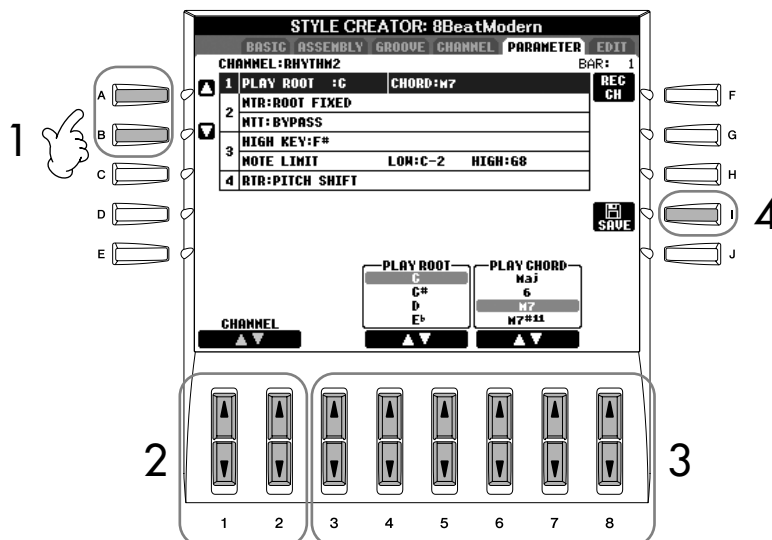 STYLE CREATOR: 8BeatModern
BASIC ASSEMBLY GROOVE CHANNEL PARAMETER EDIT
CHANNEL:RHYTHM2 BAR: 1
1 PLAY ROOT :C CHORD:M7 REC CH
2 NTR:ROOT FIXED
NTT:BYPASS
3 HIGH KEY:F#
NOTE LIMIT LOW:C-2 HIGH:G8
4 RTR:PITCH SHIFT
SAVE
PLAY ROOT PLAY CHORD
C Maj
C# 6
D M7
E♭ M7#11
CHANNEL
A
B
C
D
E
F
G
H
I
J
1
2
3
4
1 2 3 4 5 6 7 8